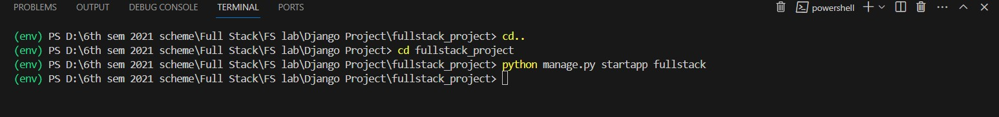 PROBLEMS OUTPUT DEBUG CONSOLE TERMINAL PORTS powershell
(env) PS D:\6th sem 2021 scheme\Full Stack\FS lab\Django Project\fullstack_project> cd..
(env) PS D:\6th sem 2021 scheme\Full Stack\FS lab\Django Project> cd fullstack_project
(env) PS D:\6th sem 2021 scheme\Full Stack\FS lab\Django Project\fullstack_project> python manage.py startapp fullstack
(env) PS D:\6th sem 2021 scheme\Full Stack\FS lab\Django Project\fullstack_project>